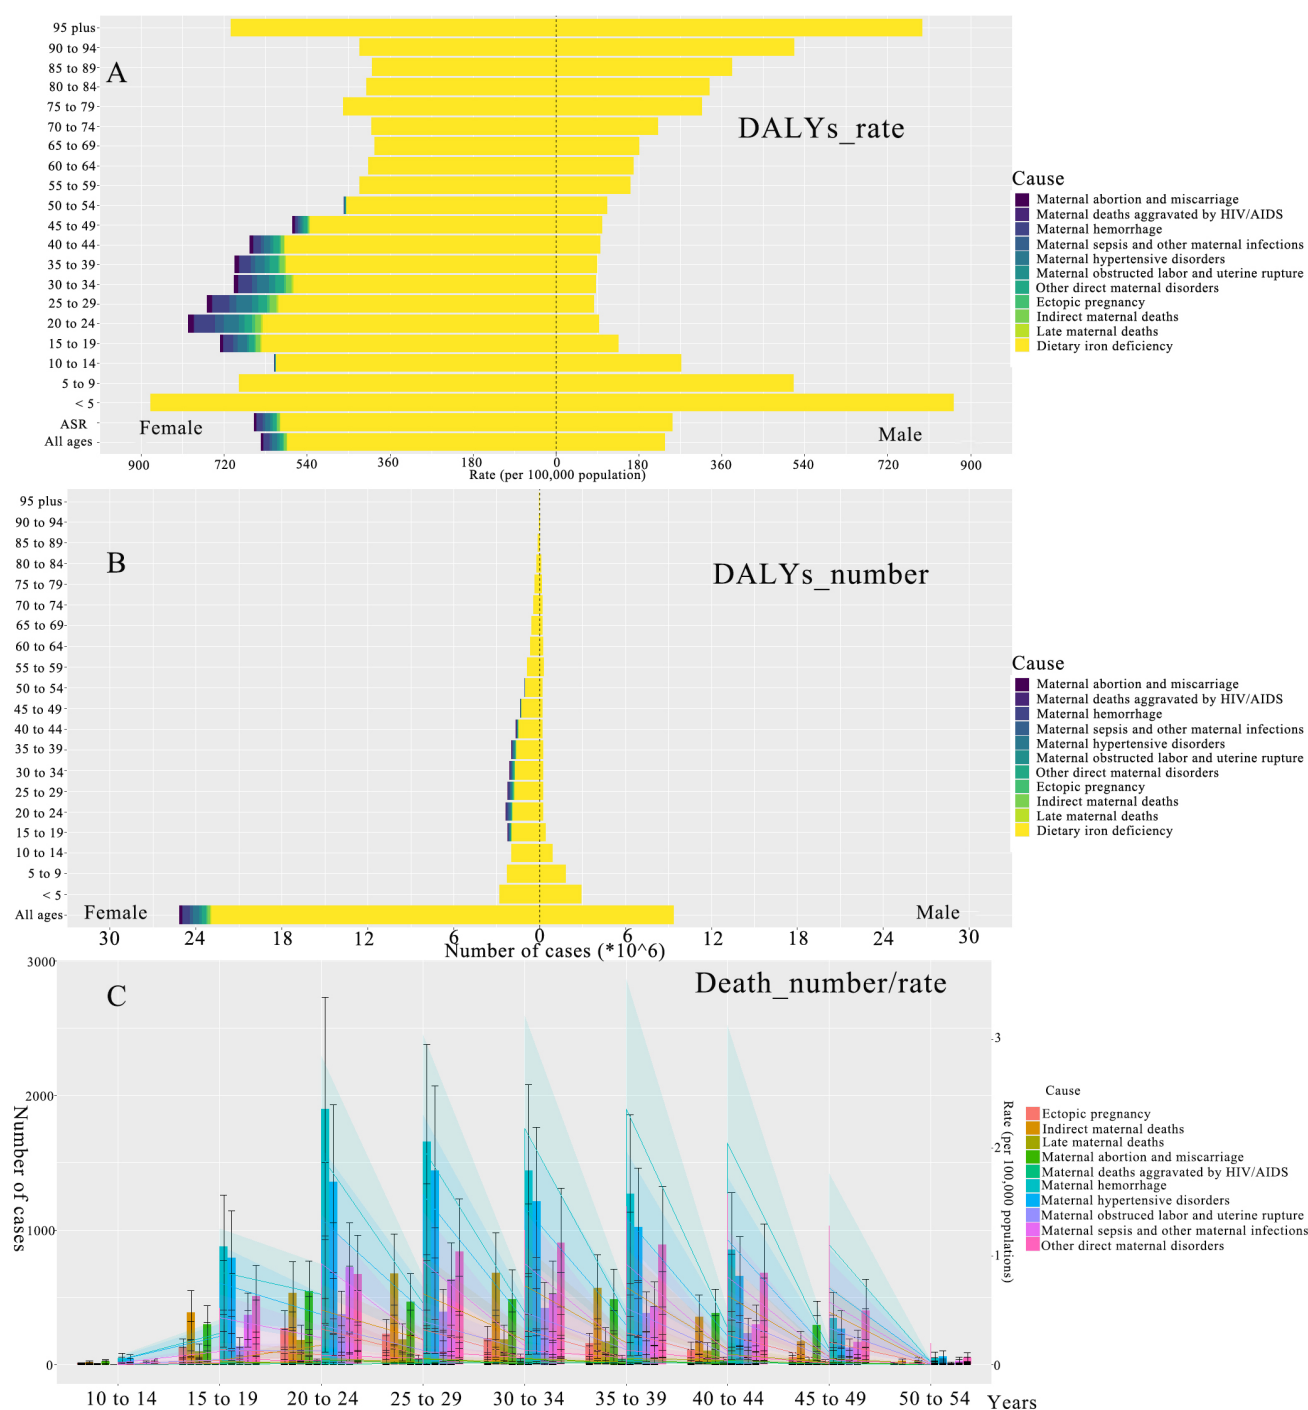 95 plus
90 to 94
85 to 89
80 to 84
75 to 79
70 to 74
65 to 69
60 to 64
55 to 59
50 to 54
45 to 49
40 to 44
35 to 39
30 to 34
25 to 29
20 to 24
15 to 19
10 to 14
5 to 9
< 5
ASR
All ages
A
DALYs_rate
Female
Male
900 720 540 360 180 0 180 360 540 720 900
Rate (per 100,000 population)
Cause
Maternal abortion and miscarriage
Maternal deaths aggravated by HIV/AIDS
Maternal hemorrhage
Maternal sepsis and other maternal infections
Maternal hypertensive disorders
Maternal obstructed labor and uterine rupture
Other direct maternal disorders
Ectopic pregnancy
Indirect maternal deaths
Late maternal deaths
Dietary iron deficiency
95 plus
90 to 94
85 to 89
80 to 84
75 to 79
70 to 74
65 to 69
60 to 64
55 to 59
50 to 54
45 to 49
40 to 44
35 to 39
30 to 34
25 to 29
20 to 24
15 to 19
10 to 14
5 to 9
< 5
All ages
B
DALYs_number
Female
Male
30 24 18 12 6 0 6 12 18 24 30
Number of cases (*10^6)
Cause
Maternal abortion and miscarriage
Maternal deaths aggravated by HIV/AIDS
Maternal hemorrhage
Maternal sepsis and other maternal infections
Maternal hypertensive disorders
Maternal obstructed labor and uterine rupture
Other direct maternal disorders
Ectopic pregnancy
Indirect maternal deaths
Late maternal deaths
Dietary iron deficiency
C
Death_number/rate
Number of cases
3000
2000
1000
0
3
2
1
0
Rate (per 100,000 populations)
10 to 14 15 to 19 20 to 24 25 to 29 30 to 34 35 to 39 40 to 44 45 to 49 50 to 54 Years
Cause
Ectopic pregnancy
Indirect maternal deaths
Late maternal deaths
Maternal abortion and miscarriage
Maternal deaths aggravated by HIV/AIDS
Maternal hemorrhage
Maternal hypertensive disorders
Maternal obstruced labor and uterine rupture
Maternal sepsis and other maternal infections
Other direct maternal disorders